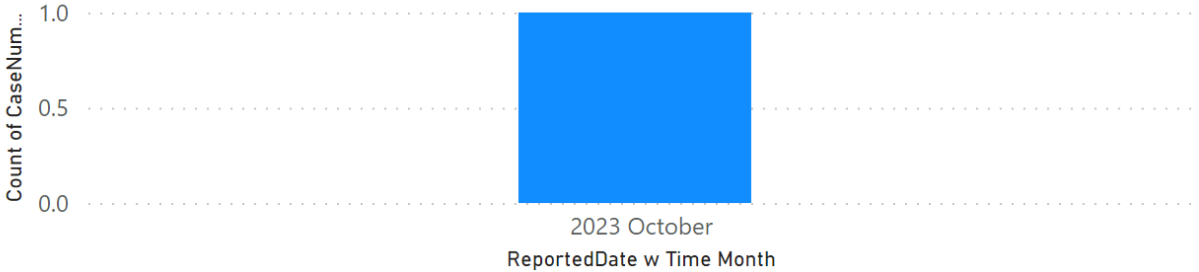 Count of CaseNum...
1.0
0.5
0.0
2023 October
ReportedDate w Time Month